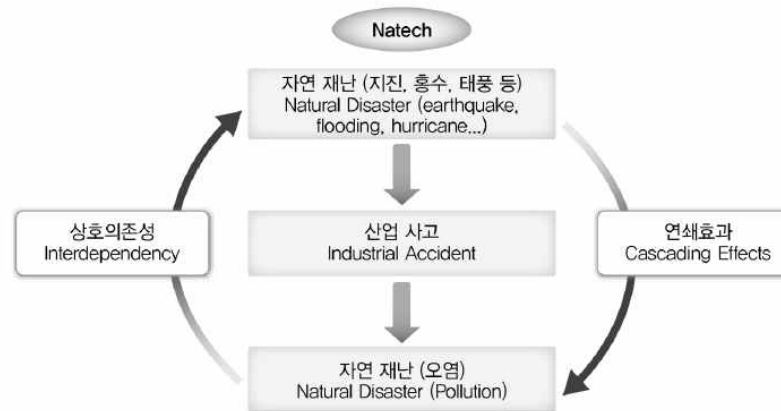 Natech
자연 재난 (지진, 홍수, 태풍 등)
Natural Disaster (earthquake,
flooding, hurricane...)
상호의존성
Interdependency
산업 사고
Industrial Accident
연쇄효과
Cascading Effects
자연 재난 (오염)
Natural Disaster (Pollution)